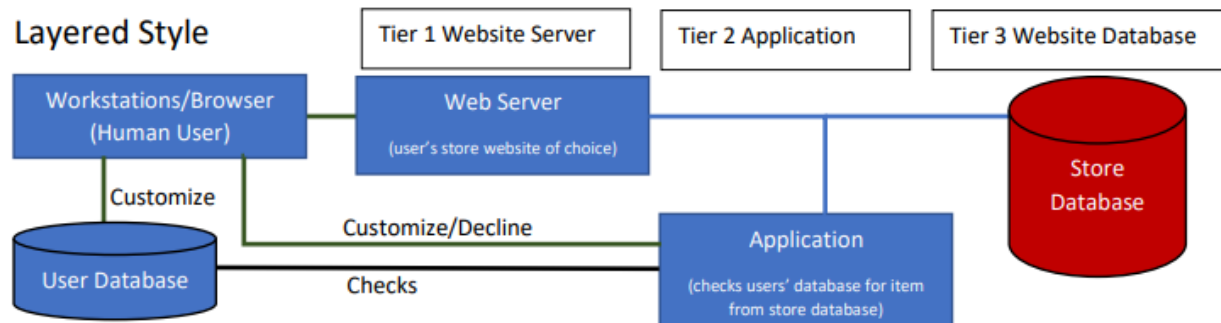 Layered Style
Tier 1 Website Server
Tier 2 Application
Tier 3 Website Database
Workstations/Browser
(Human User)
Web Server
(user's store website of choice)
Store
Database
Customize
Customize/Decline
User Database
Checks
Application
(checks users' database for item
from store database)